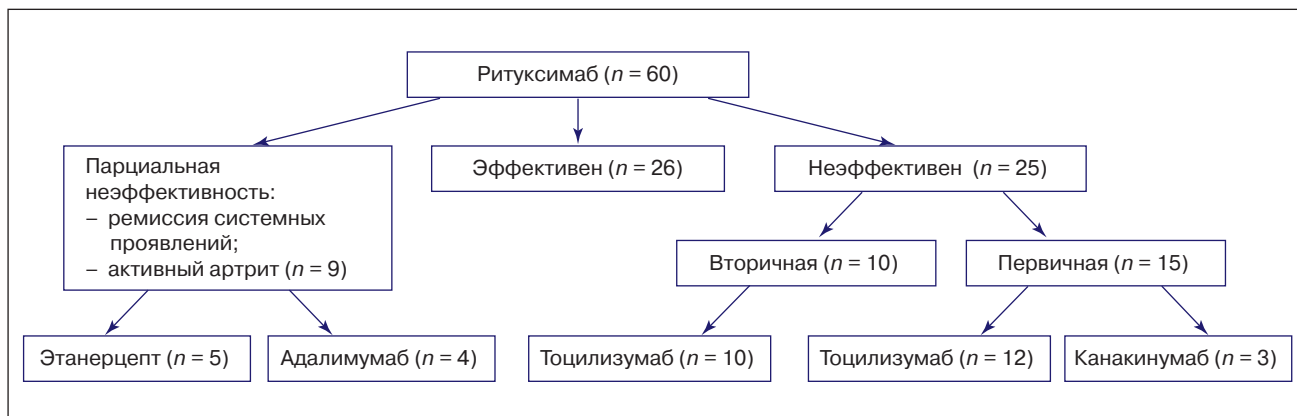 Ритуксимаб (n = 60)
Парциальная
неэффективность:
– ремиссия системных
проявлений;
– активный артрит (n = 9)
Эффективен (n = 26)
Неэффективен (n = 25)
Вторичная (n = 10)
Первичная (n = 15)
Этанерцепт (n = 5)
Адалимумаб (n = 4)
Тоцилизумаб (n = 10)
Тоцилизумаб (n = 12)
Канакинумаб (n = 3)